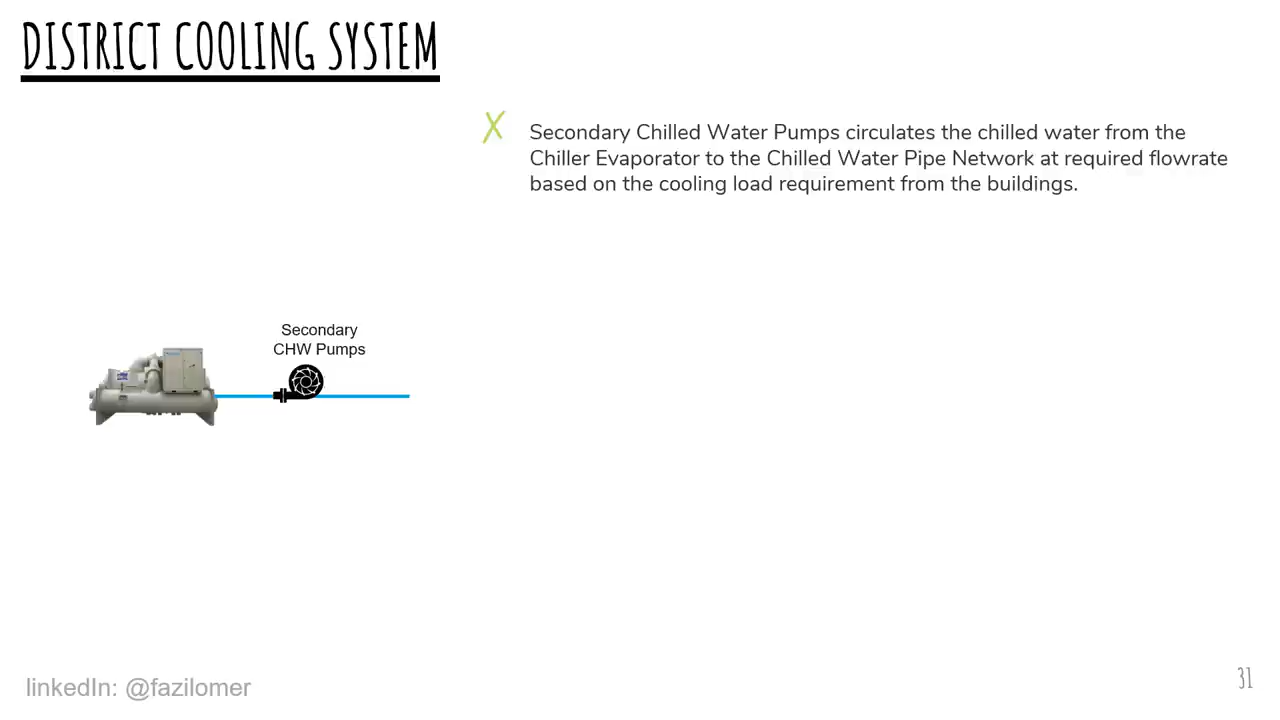 DISTRICT COOLING SYSTEM
X Secondary Chilled Water Pumps circulates the chilled water from the
Chiller Evaporator to the Chilled Water Pipe Network at required flowrate
based on the cooling load requirement from the buildings.
Secondary
CHW Pumps
linkedIn: @fazilomer
31